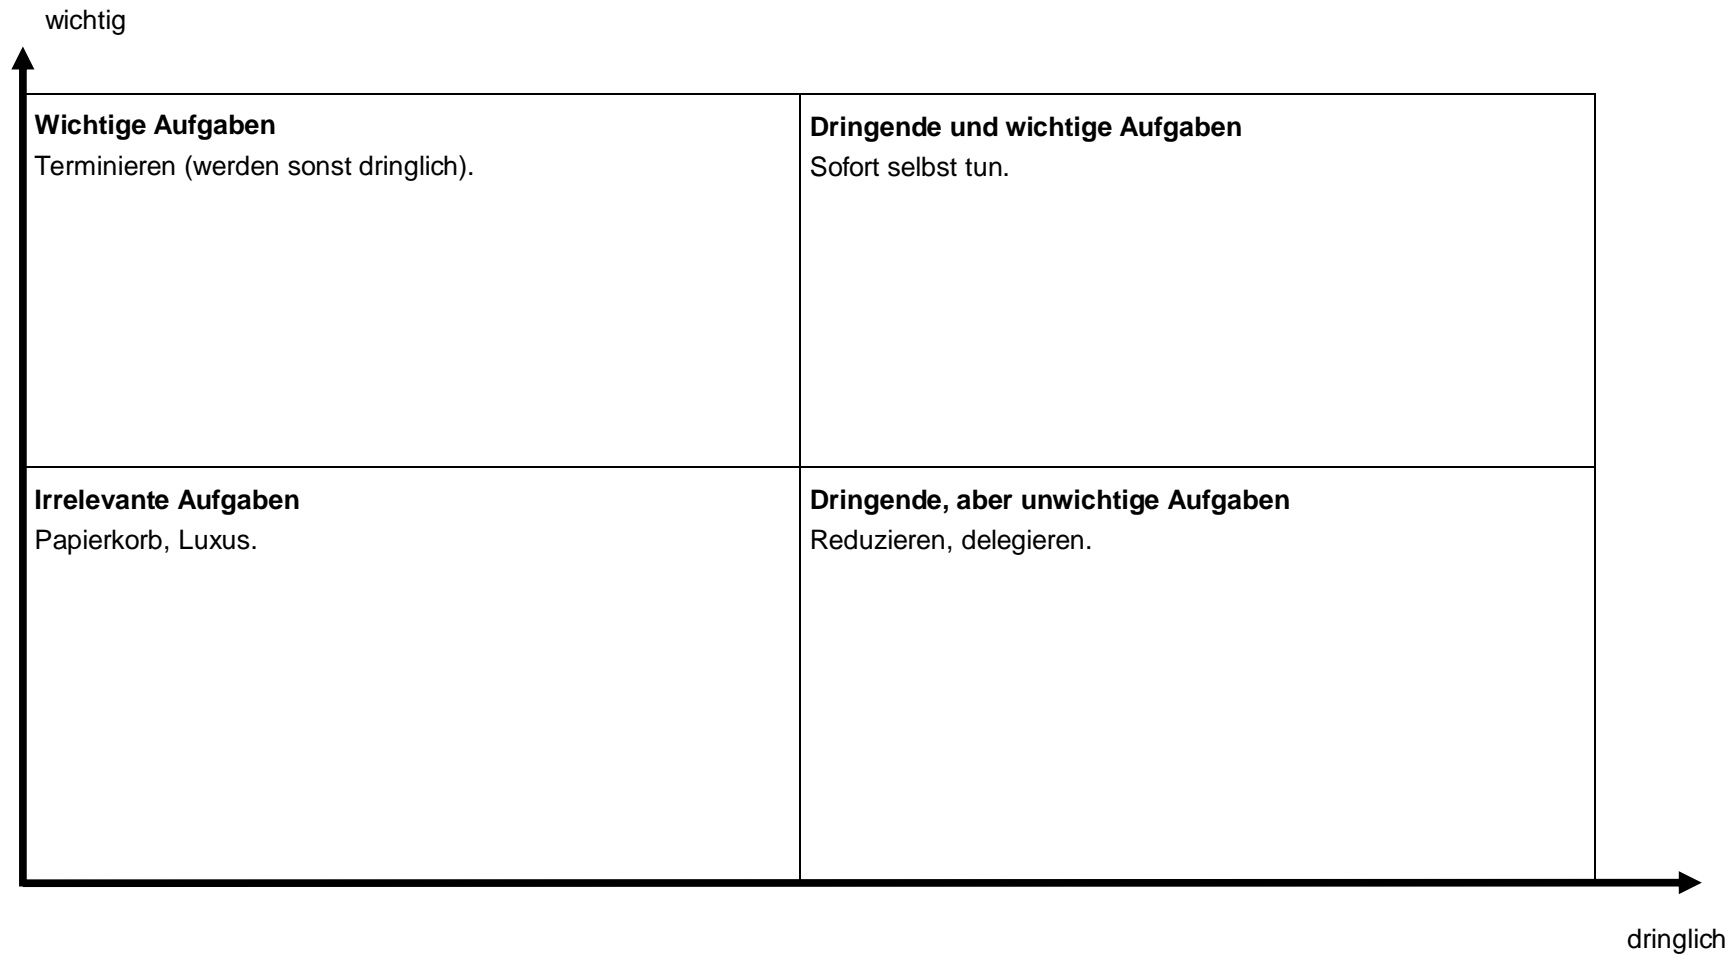 wichtig
Wichtige Aufgaben
Terminieren (werden sonst dringlich).
Dringende und wichtige Aufgaben
Sofort selbst tun.
Irrelevante Aufgaben
Papierkorb, Luxus.
Dringende, aber unwichtige Aufgaben
Reduzieren, delegieren.
dringlich